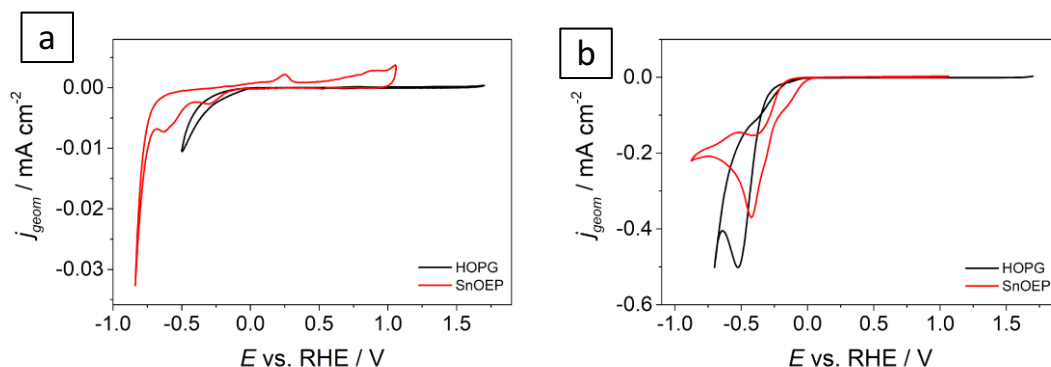 a
0.00
-0.01
-0.02
-0.03
j_geom / mA cm⁻²
HOPG
SnOEP
-1.0 -0.5 0.0 0.5 1.0 1.5
E vs. RHE / V
b
0.0
-0.2
-0.4
-0.6
j_geom / mA cm⁻²
HOPG
SnOEP
-1.0 -0.5 0.0 0.5 1.0 1.5
E vs. RHE / V